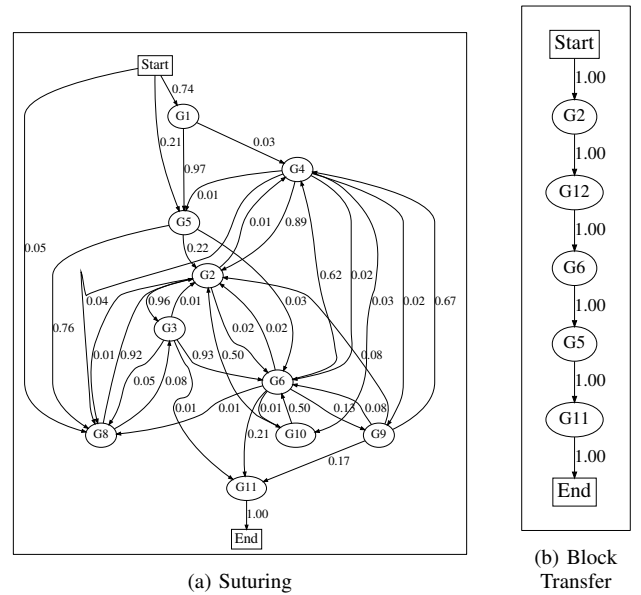 Start
0.74
G1
0.21
0.97
0.03
G4
0.01
G5
0.05
0.22
0.01
0.89
G2
0.62
0.02
0.04
0.96
0.01
0.03
0.03
0.02
0.67
G3
0.76
0.02
0.02
0.01
0.92
0.93
0.50
0.08
0.05
0.08
G6
0.01
0.01
0.01
0.50
0.13
0.08
G8
0.21
G10
G9
0.17
G11
1.00
End
(a) Suturing
Start
1.00
G2
1.00
G12
1.00
G6
1.00
G5
1.00
G11
1.00
End
(b) Block
Transfer